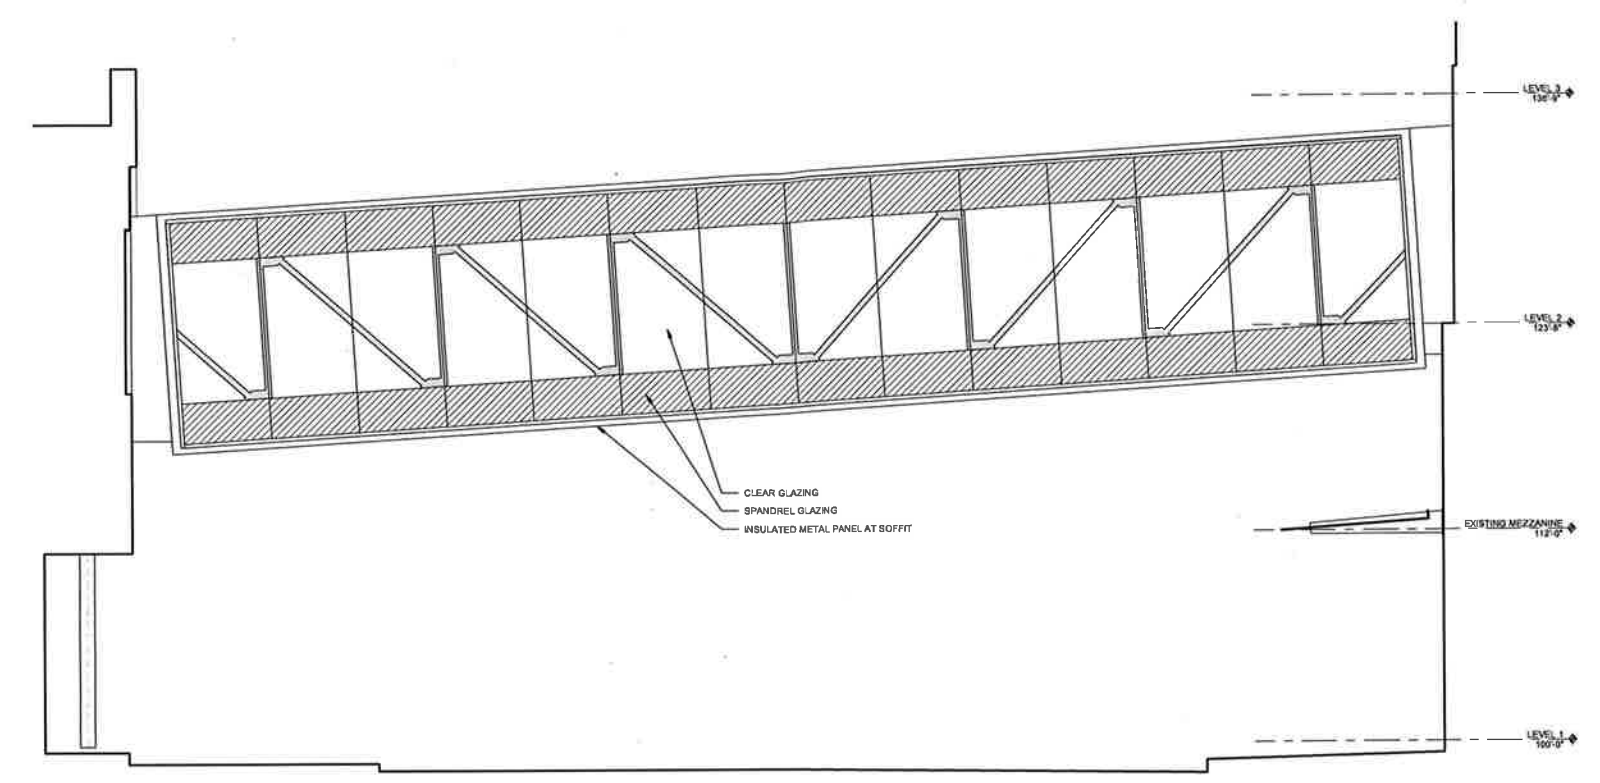 LEVEL 3
136'-9"
LEVEL 2
123'-8"
CLEAR GLAZING
SPANDREL GLAZING
INSULATED METAL PANEL AT SOFFIT
EXISTING MEZZANINE
112'-0"
LEVEL 1
100'-0"